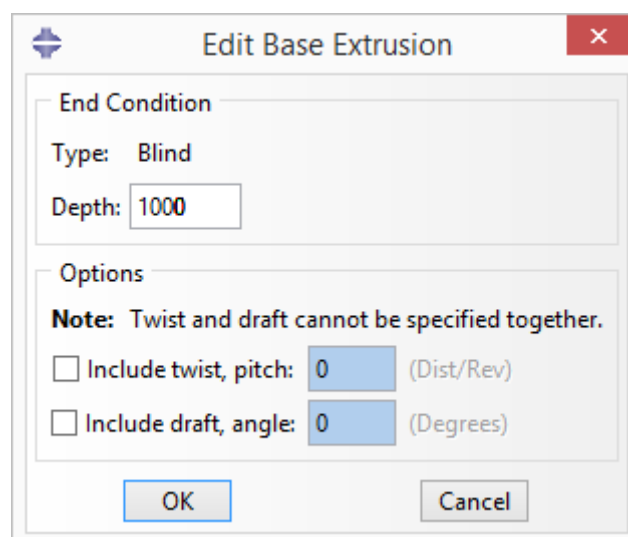 Edit Base Extrusion
End Condition
Type: Blind
Depth: 1000
Options
Note: Twist and draft cannot be specified together.
Include twist, pitch: 0 (Dist/Rev)
Include draft, angle: 0 (Degrees)
OK Cancel